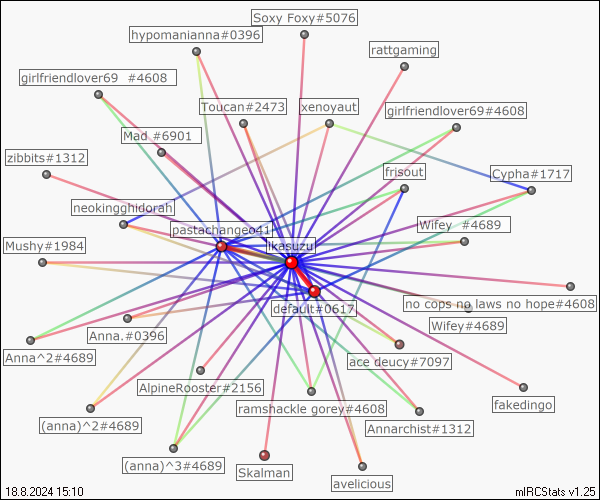 Soxy Foxy#5076
hypomanianna#0396
rattgaming
girlfriendlover69 #4608
Toucan#2473
xenoyaut
girlfriendlover69#4608
Mad #6901
zibbits#1312
frisout
Cypha#1717
neokingghidorah
pastachangeo41
Wifey #4689
Mushy#1984
Ikasuzu
no cops no laws no hope#4608
default#0617
Wifey#4689
Anna.#0396
Anna^2#4689
ace deucy#7097
AlpineRooster#2156
ramshackle gorey#4608
fakedingo
(anna)^2#4689
Annarchist#1312
(anna)^3#4689
Skalman
avelicious
18.8.2024 15:10
mIRCStats v1.25